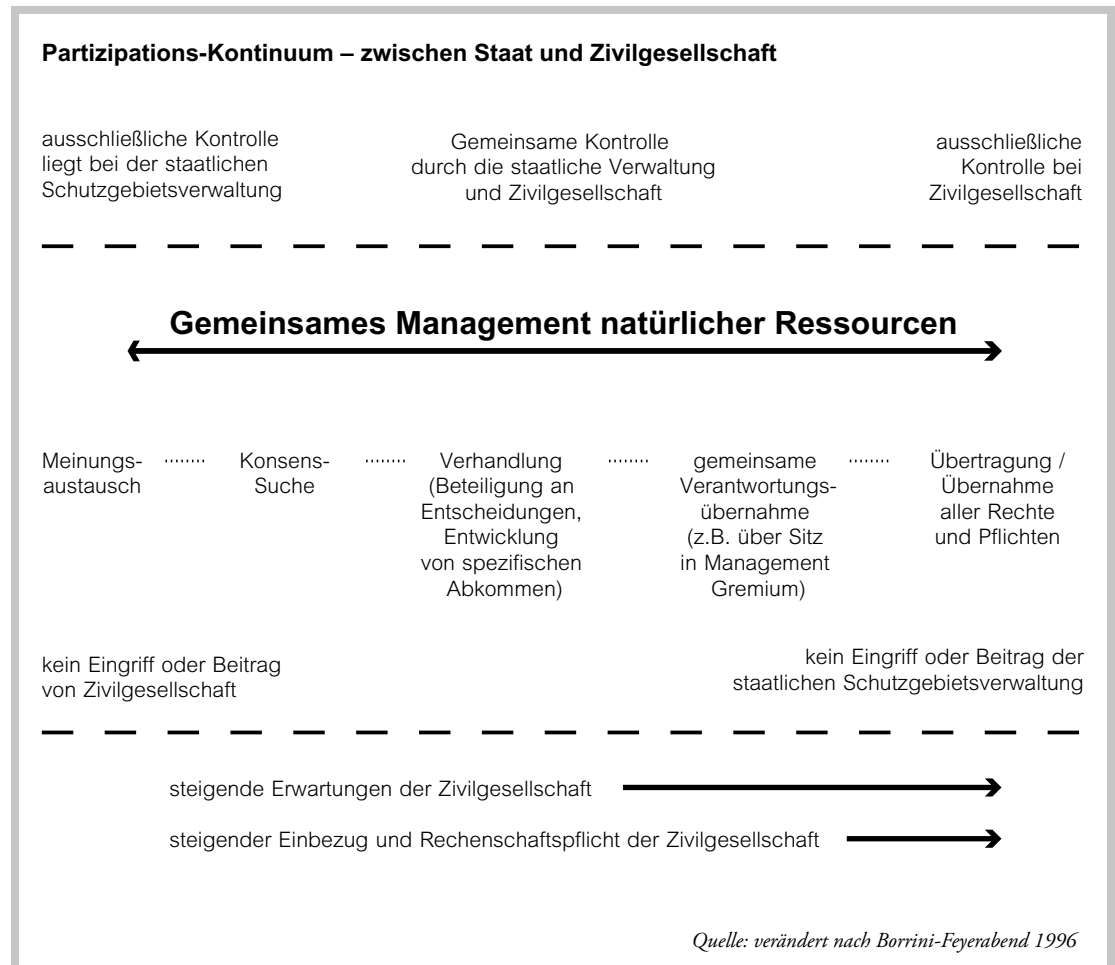 Partizipations-Kontinuum – zwischen Staat und Zivilgesellschaft
ausschließliche Kontrolle
liegt bei der staatlichen
Schutzgebietsverwaltung
Gemeinsame Kontrolle
durch die staatliche Verwaltung
und Zivilgesellschaft
ausschließliche
Kontrolle bei
Zivilgesellschaft
Gemeinsames Management natürlicher Ressourcen
Meinungs-
austausch
Konsens-
Suche
Verhandlung
(Beteiligung an
Entscheidungen,
Entwicklung
von spezifischen
Abkommen)
gemeinsame
Verantwortungs-
übernahme
(z.B. über Sitz
in Management
Gremium)
Übertragung /
Übernahme
aller Rechte
und Pflichten
kein Eingriff oder Beitrag
von Zivilgesellschaft
kein Eingriff oder Beitrag der
staatlichen Schutzgebietsverwaltung
steigende Erwartungen der Zivilgesellschaft
steigender Einbezug und Rechenschaftspflicht der Zivilgesellschaft
Quelle: verändert nach Borrini-Feyerabend 1996